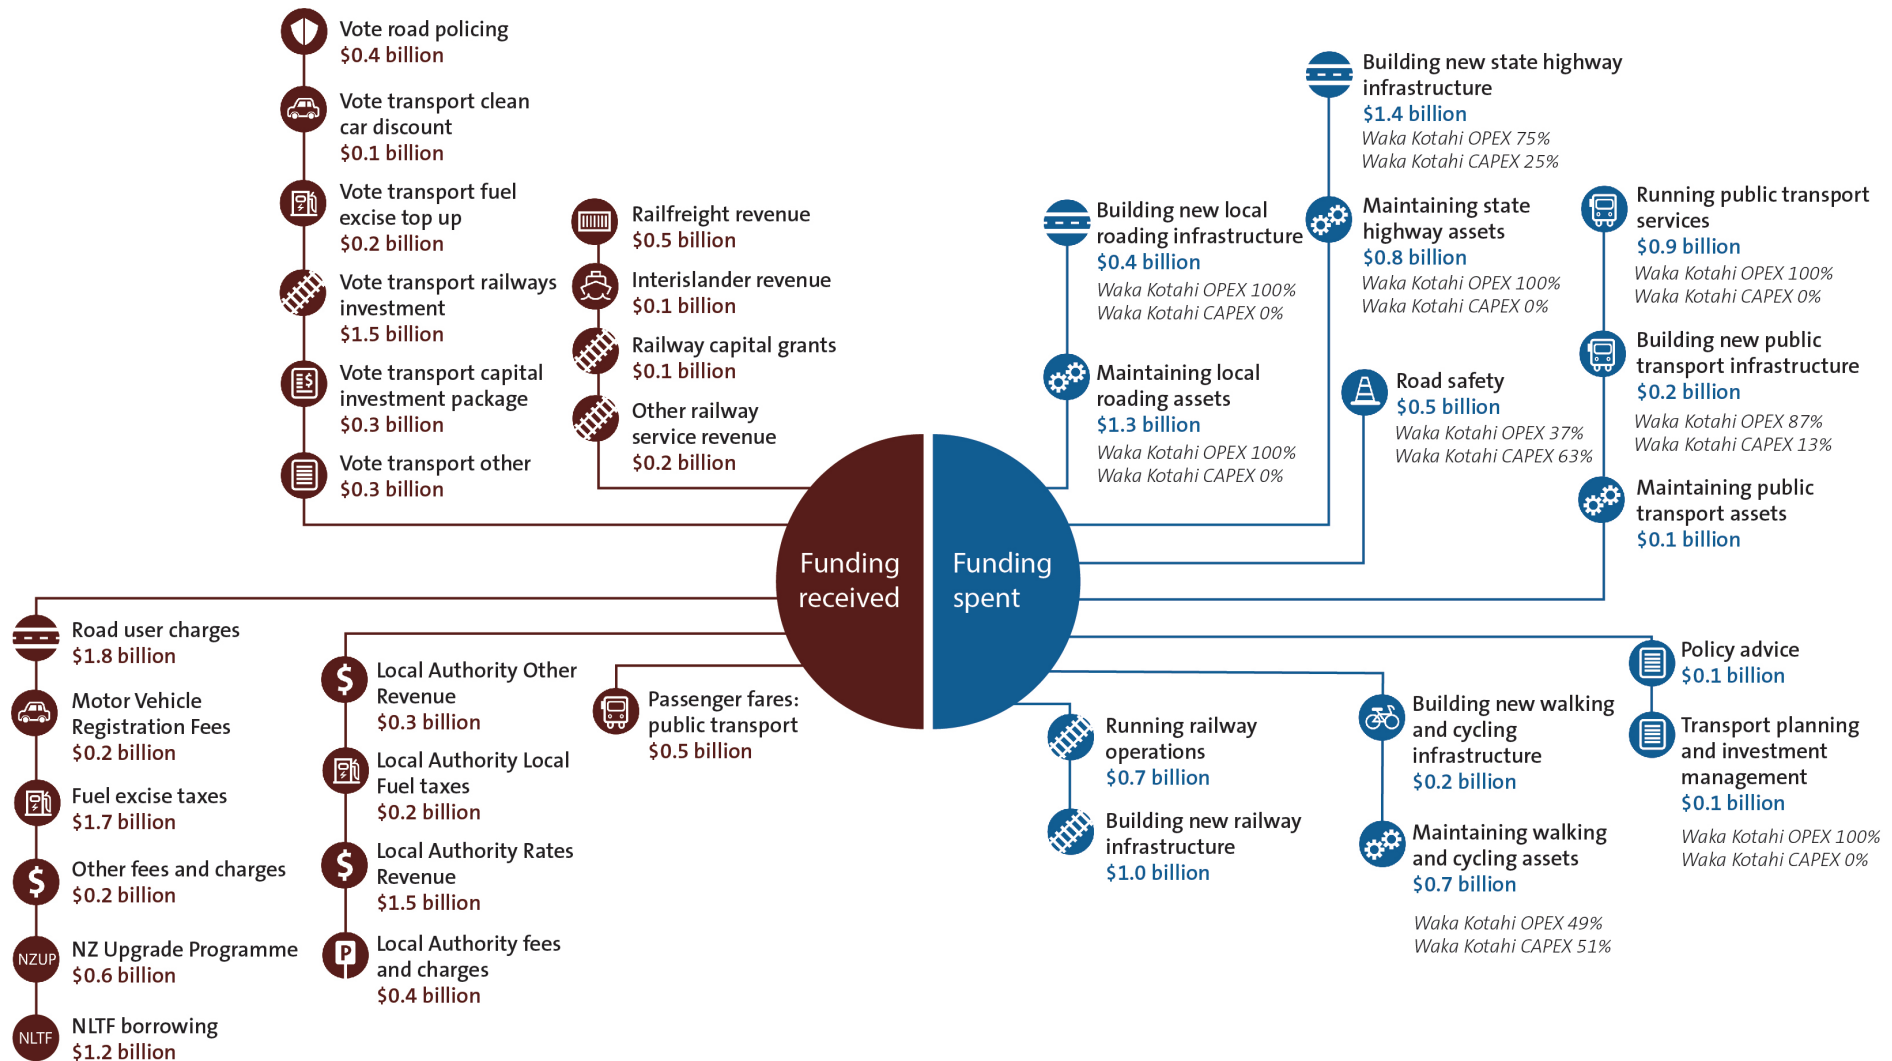 Vote road policing
$0.4 billion
Vote transport clean
car discount
$0.1 billion
Vote transport fuel
excise top up
$0.2 billion
Vote transport railways
investment
$1.5 billion
Vote transport capital
investment package
$0.3 billion
Vote transport other
$0.3 billion
Railfreight revenue
$0.5 billion
Interislander revenue
$0.1 billion
Railway capital grants
$0.1 billion
Other railway
service revenue
$0.2 billion
Funding
received
Funding
spent
Building new local
roading infrastructure
$0.4 billion
Waka Kotahi OPEX 100%
Waka Kotahi CAPEX 0%
Maintaining local
roading assets
$1.3 billion
Waka Kotahi OPEX 100%
Waka Kotahi CAPEX 0%
Building new state highway
infrastructure
$1.4 billion
Waka Kotahi OPEX 75%
Waka Kotahi CAPEX 25%
Maintaining state
highway assets
$0.8 billion
Waka Kotahi OPEX 100%
Waka Kotahi CAPEX 0%
Road safety
$0.5 billion
Waka Kotahi OPEX 37%
Waka Kotahi CAPEX 63%
Running public transport
services
$0.9 billion
Waka Kotahi OPEX 100%
Waka Kotahi CAPEX 0%
Building new public
transport infrastructure
$0.2 billion
Waka Kotahi OPEX 87%
Waka Kotahi CAPEX 13%
Maintaining public
transport assets
$0.1 billion
Road user charges
$1.8 billion
Motor Vehicle
Registration Fees
$0.2 billion
Fuel excise taxes
$1.7 billion
$
Other fees and charges
$0.2 billion
NZUP
NZ Upgrade Programme
$0.6 billion
NLTF
NLTF borrowing
$1.2 billion
$
Local Authority Other
Revenue
$0.3 billion
Local Authority Local
Fuel taxes
$0.2 billion
$
Local Authority Rates
Revenue
$1.5 billion
P
Local Authority fees
and charges
$0.4 billion
Passenger fares:
public transport
$0.5 billion
Running railway
operations
$0.7 billion
Building new railway
infrastructure
$1.0 billion
Building new walking
and cycling
infrastructure
$0.2 billion
Maintaining walking
and cycling assets
$0.7 billion
Waka Kotahi OPEX 49%
Waka Kotahi CAPEX 51%
Policy advice
$0.1 billion
Transport planning
and investment
management
$0.1 billion
Waka Kotahi OPEX 100%
Waka Kotahi CAPEX 0%